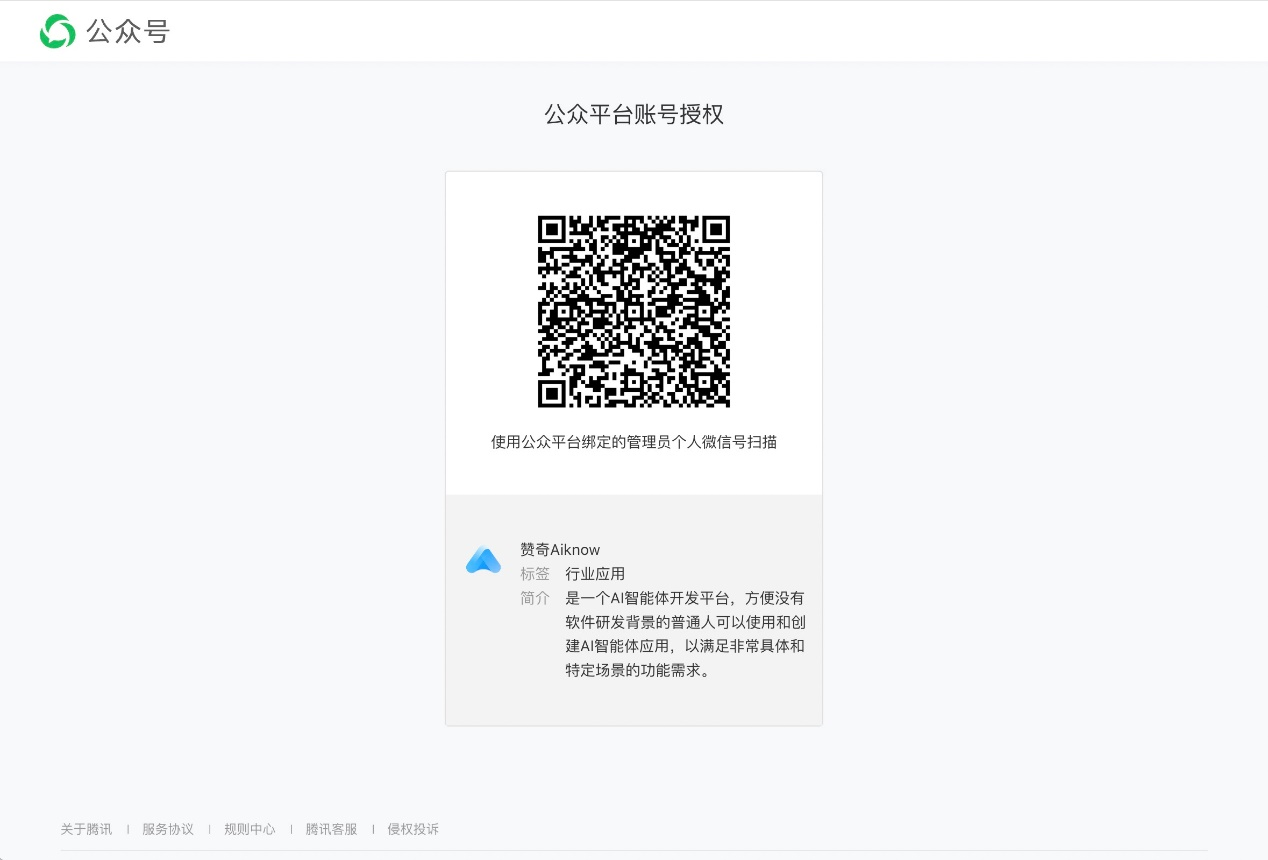 公众号
公众平台账号授权
使用公众平台绑定的管理员个人微信号扫描
赞奇Aiknow
标签 行业应用
简介 是一个AI智能体开发平台，方便没有
软件研发背景的普通人可以使用和创
建AI智能体应用，以满足非常具体和
特定场景的功能需求。
关于腾讯 | 服务协议 | 规则中心 | 腾讯客服 | 侵权投诉